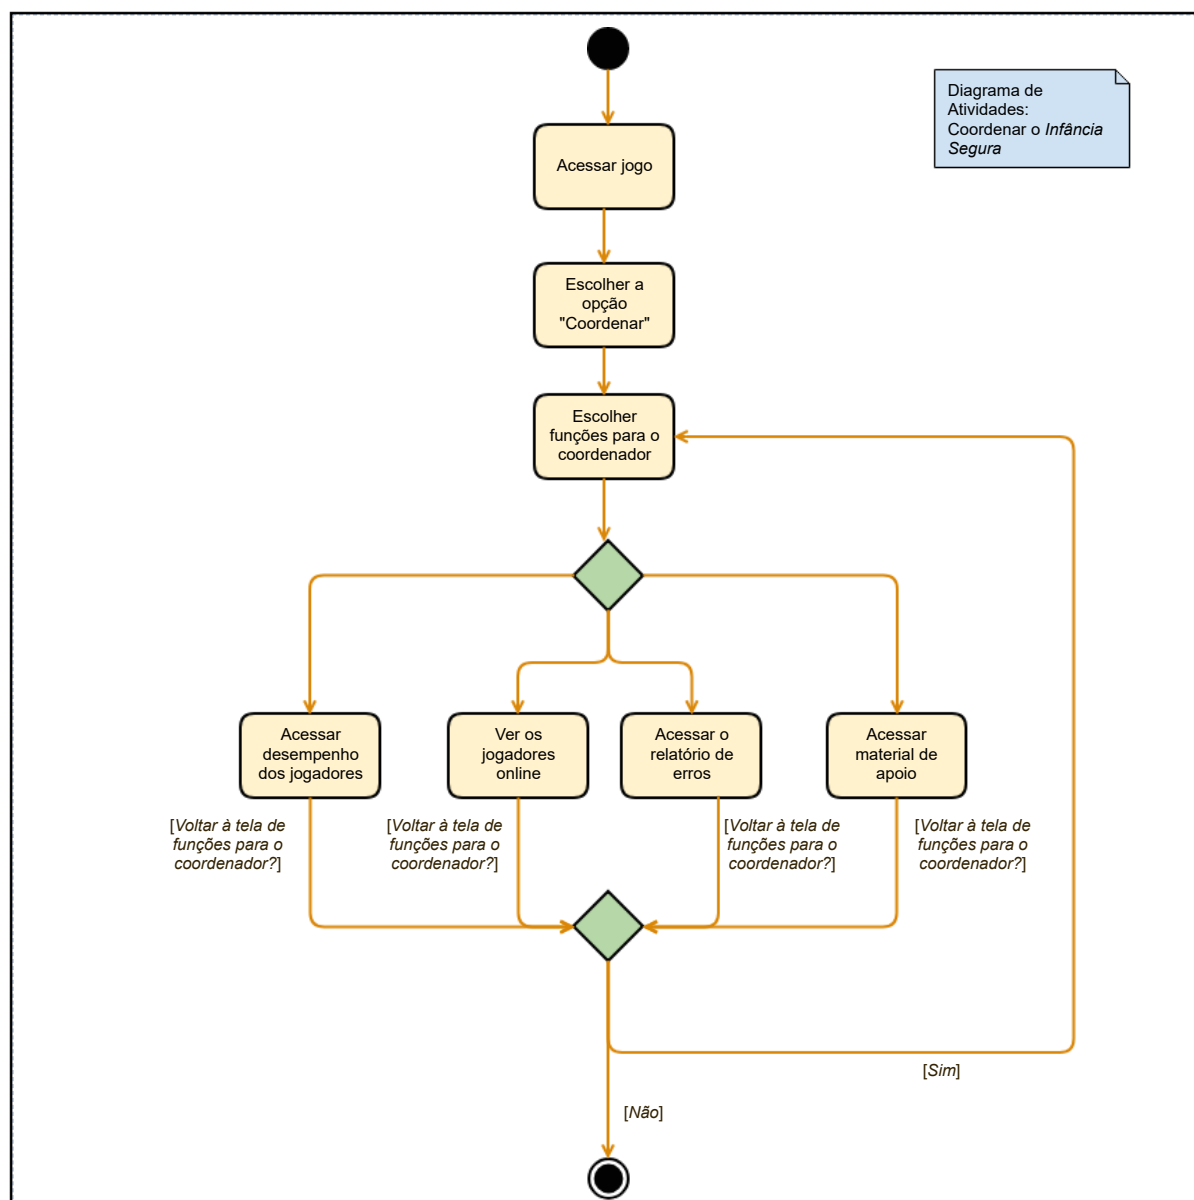 Diagrama de
Atividades:
Coordenar o Infância
Segura
Acessar jogo
Escolher a
opção
"Coordenar"
Escolher
funções para o
coordenador
Acessar
desempenho
dos jogadores
Ver os
jogadores
online
Acessar o
relatório de
erros
Acessar
material de
apoio
[Voltar à tela de
funções para o
coordenador?]
[Voltar à tela de
funções para o
coordenador?]
[Voltar à tela de
funções para o
coordenador?]
[Voltar à tela de
funções para o
coordenador?]
[Sim]
[Não]